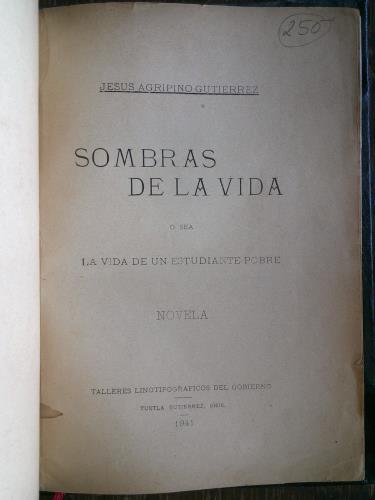 250
JESUS AGRIPINO GUTIERREZ
SOMBRAS
DE LA VIDA
O SEA
LA VIDA DE UN ESTUDIANTE POBRE
NOVELA
TALLERES LINOTIPOGRAFICOS DEL GOBIERNO
TUXTLA GUTIERREZ, CHIS.
1941